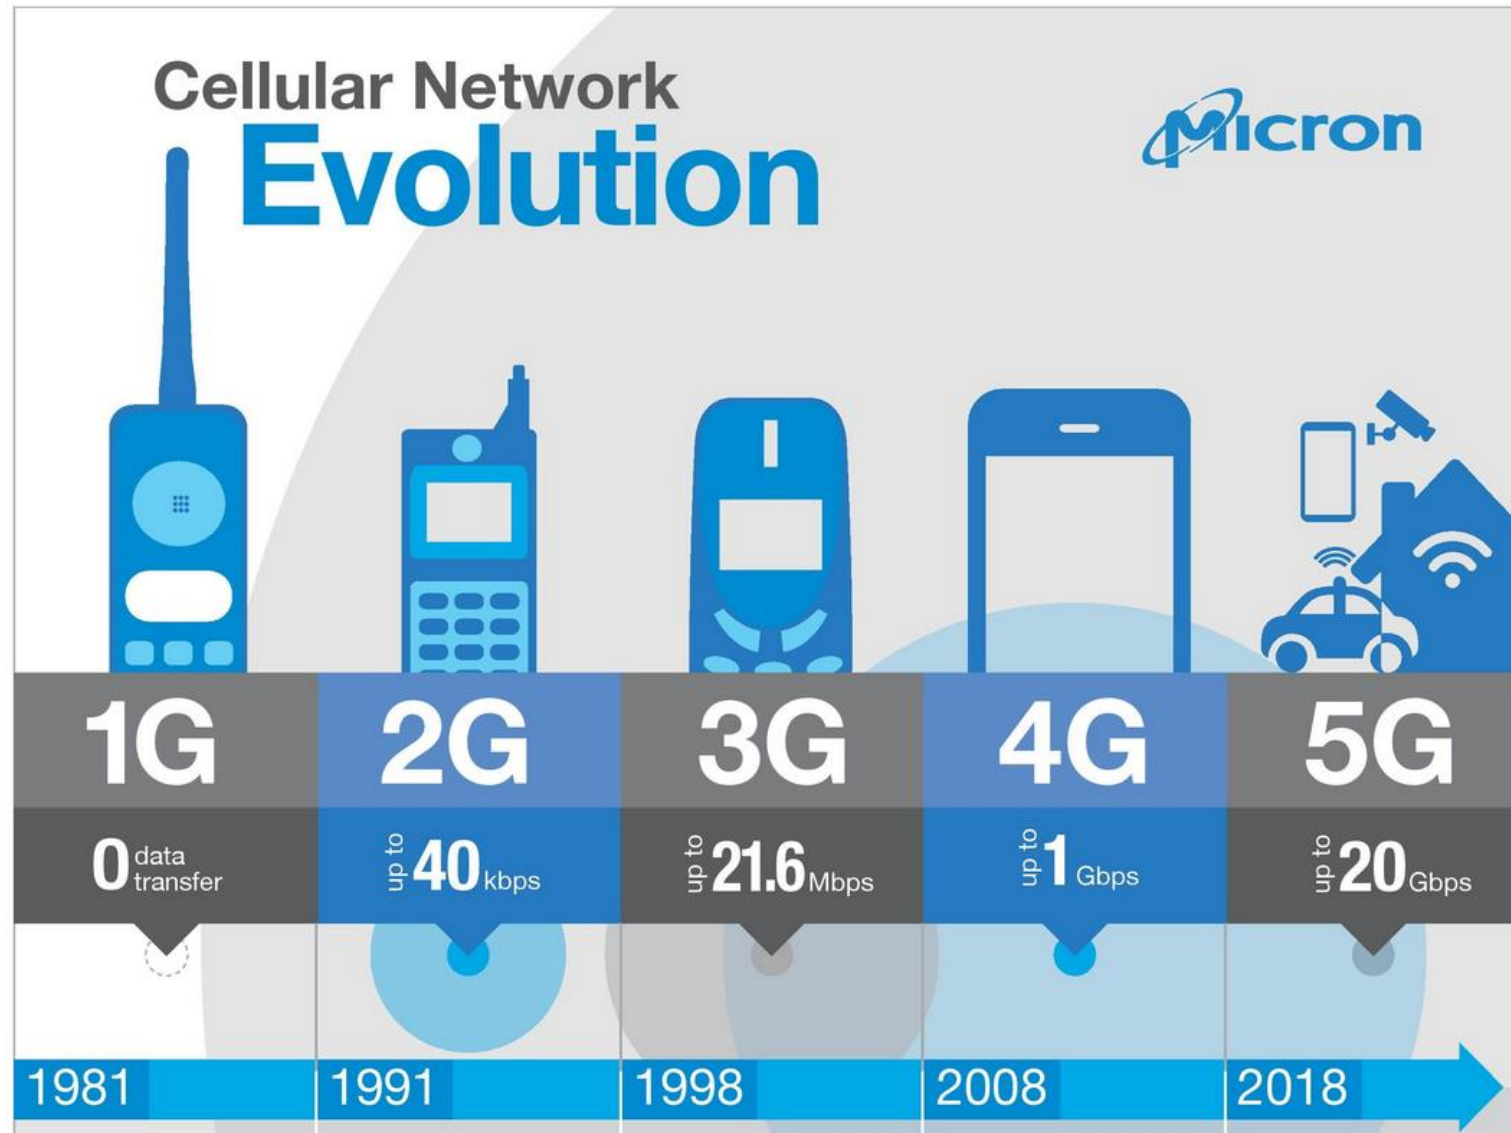 Cellular Network
Evolution
Micron
1G
2G
3G
4G
5G
0 data transfer
up to 40 kbps
up to 21.6 Mbps
up to 1 Gbps
up to 20 Gbps
1981
1991
1998
2008
2018